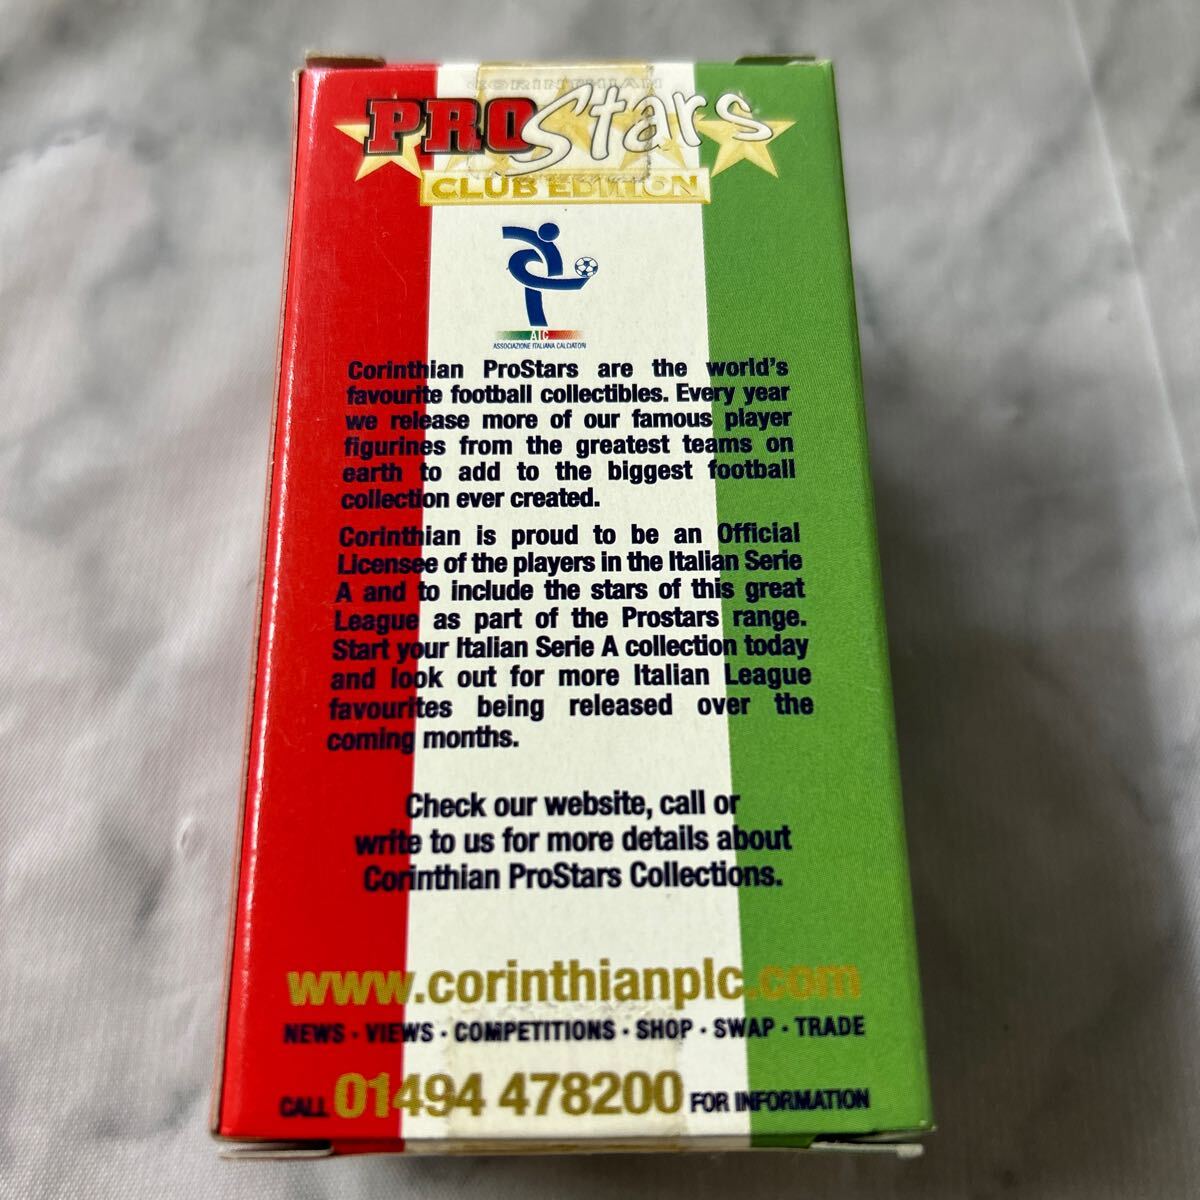 CORINTHIAN
PROStars
CLUB EDITION
AIC
ASSOCIAZIONE ITALIANA CALCIATORI
Corinthian ProStars are the world's
favourite football collectibles. Every year
we release more of our famous player
figurines from the greatest teams on
earth to add to the biggest football
collection ever created.
Corinthian is proud to be an Official
Licensee of the players in the Italian Serie
A and to include the stars of this great
League as part of the Prostars range.
Start your Italian Serie A collection today
and look out for more Italian League
favourites being released over the
coming months.
Check our website, call or
write to us for more details about
Corinthian ProStars Collections.
www.corinthianplc.com
NEWS · VIEWS · COMPETITIONS · SHOP · SWAP · TRADE
CALL 01494 478200 FOR INFORMATION